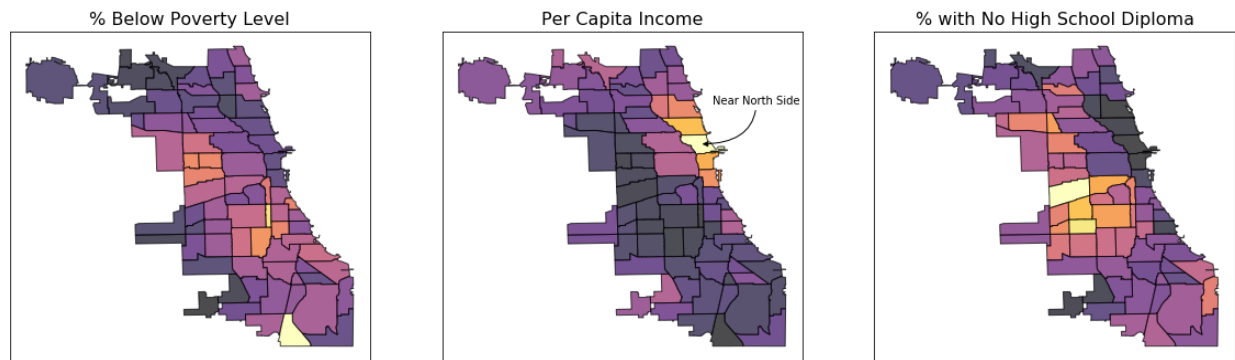 % Below Poverty Level
Per Capita Income
% with No High School Diploma
Near North Side